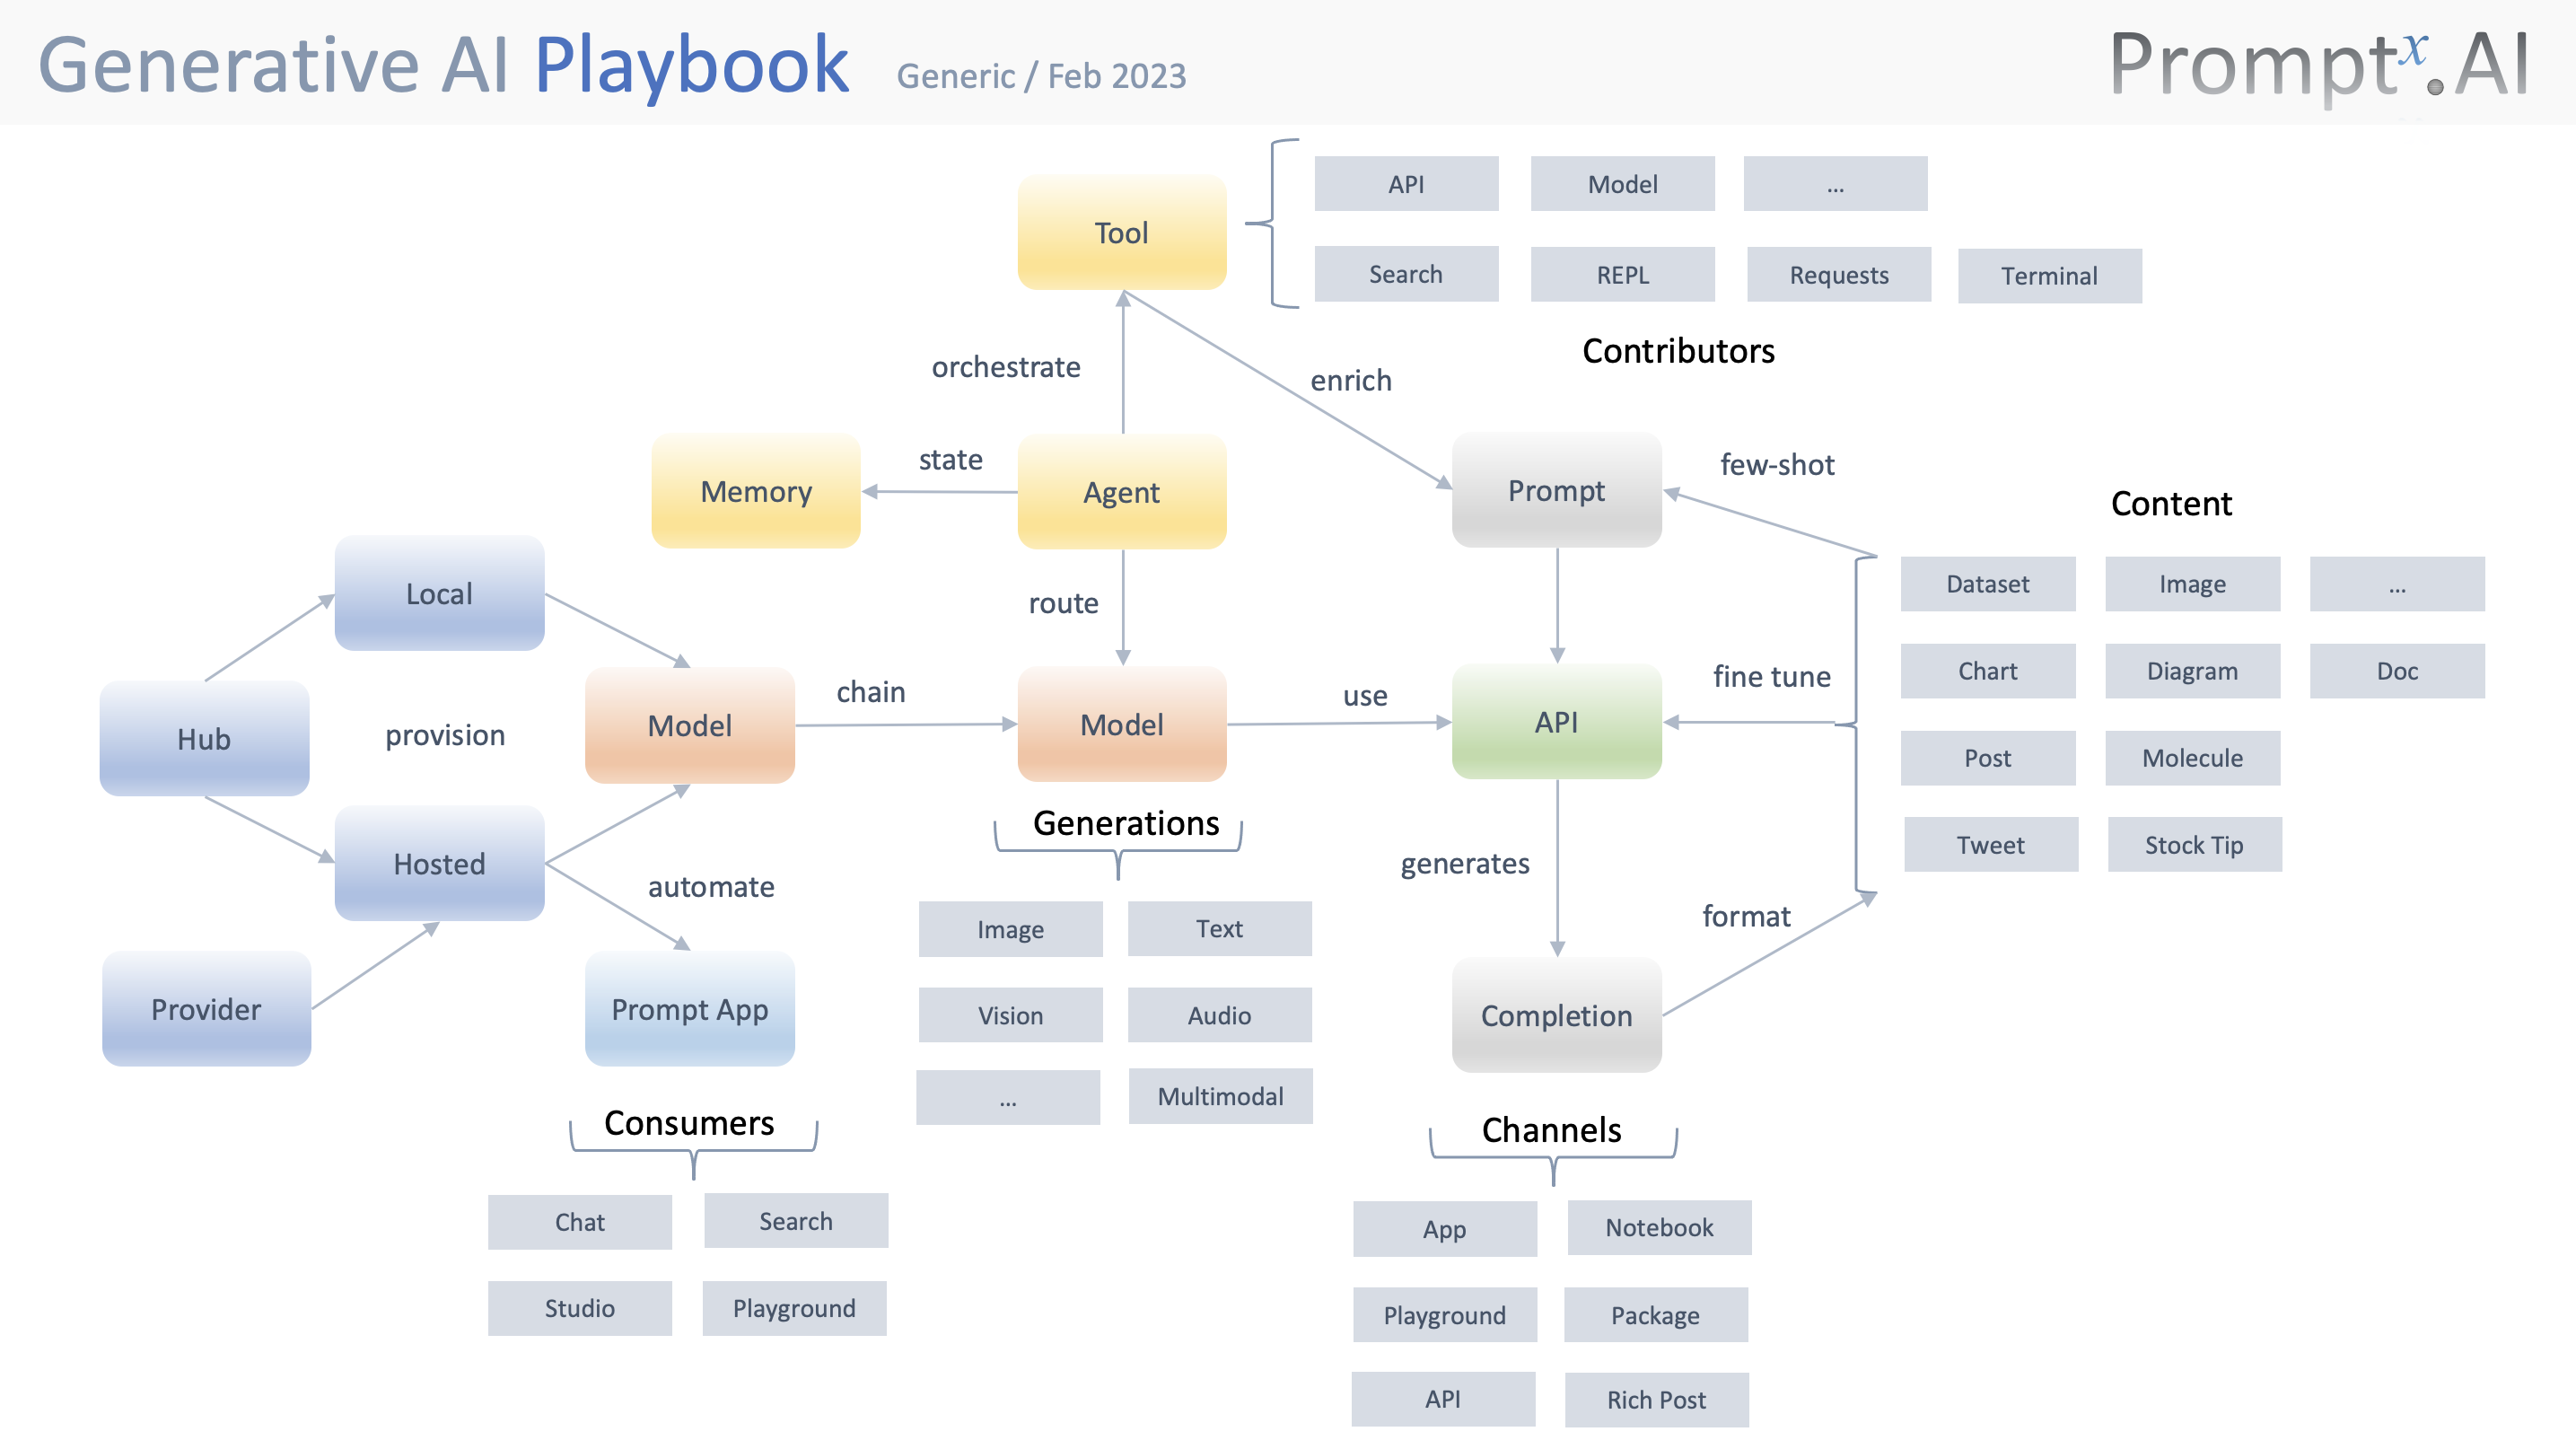 Generative AI Playbook Generic / Feb 2023
Prompt^x.AI
API Model ...
Tool
Search REPL Requests Terminal
Contributors
orchestrate
enrich
state
few-shot
Memory Agent Prompt
Content
Local
route
Dataset Image ...
Chart Diagram Doc
fine tune
chain
use
Hub
provision
Model Model API
Post Molecule
Generations
Tweet Stock Tip
Hosted
generates
automate
format
Image Text
Provider
Prompt App
Vision Audio
Completion
... Multimodal
Consumers
Channels
Chat Search
App Notebook
Studio Playground
Playground Package
API Rich Post